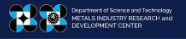 Department of Science and Technology
METALS INDUSTRY RESEARCH and
DEVELOPMENT CENTER